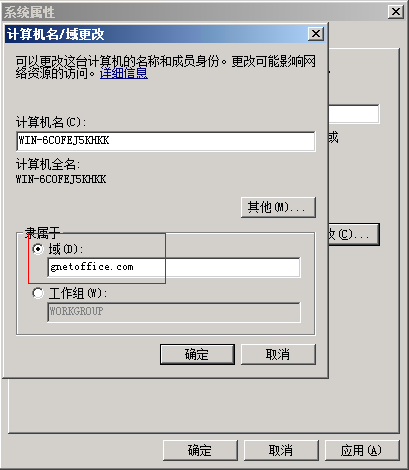 系统属性
计算机名/域更改
可以更改这台计算机的名称和成员身份。更改可能影响网
络资源的访问。详细信息
计算机名(C):
WIN-6COFEJ5KHKK
或
计算机全名:
WIN-6COFEJ5KHKK
其他(M)...
改(C)...
隶属于
域(D):
gnetoffice.com
工作组(W):
WORKGROUP
确定
取消
确定
取消
应用(A)